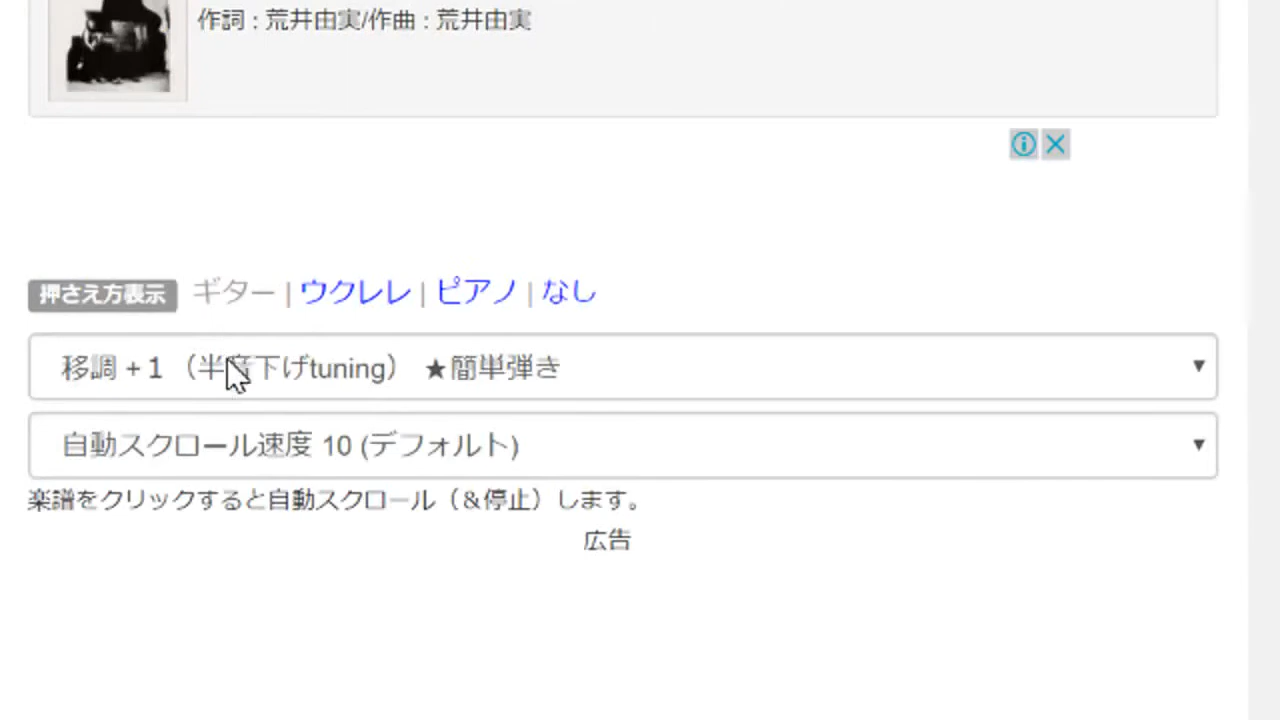 作詞 : 荒井由実/作曲 : 荒井由実
押さえ方表示 ギター | ウクレレ | ピアノ | なし
移調 + 1 （半音下げtuning） ★簡単弾き
自動スクロール速度 10 (デフォルト)
楽譜をクリックすると自動スクロール（＆停止）します。
広告